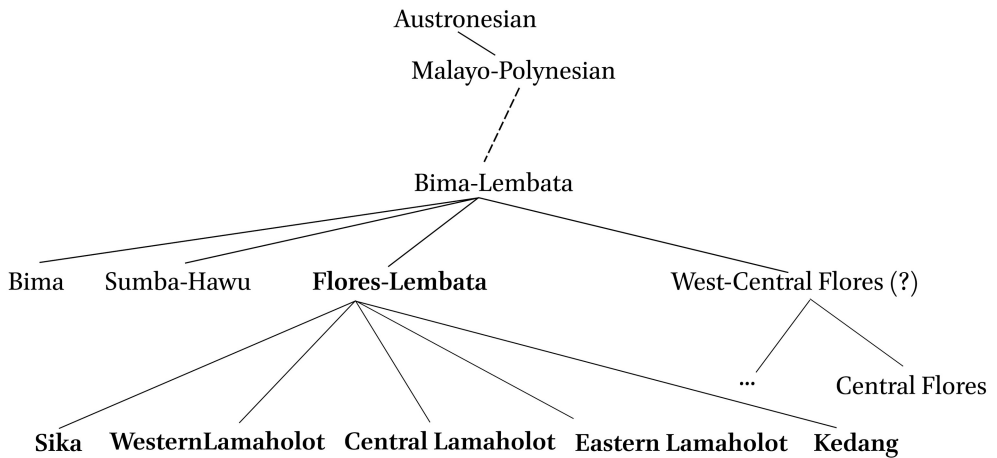 Austronesian
Malayo-Polynesian
Bima-Lembata
Bima Sumba-Hawu Flores-Lembata West-Central Flores (?)
... Central Flores
Sika WesternLamaholot Central Lamaholot Eastern Lamaholot Kedang